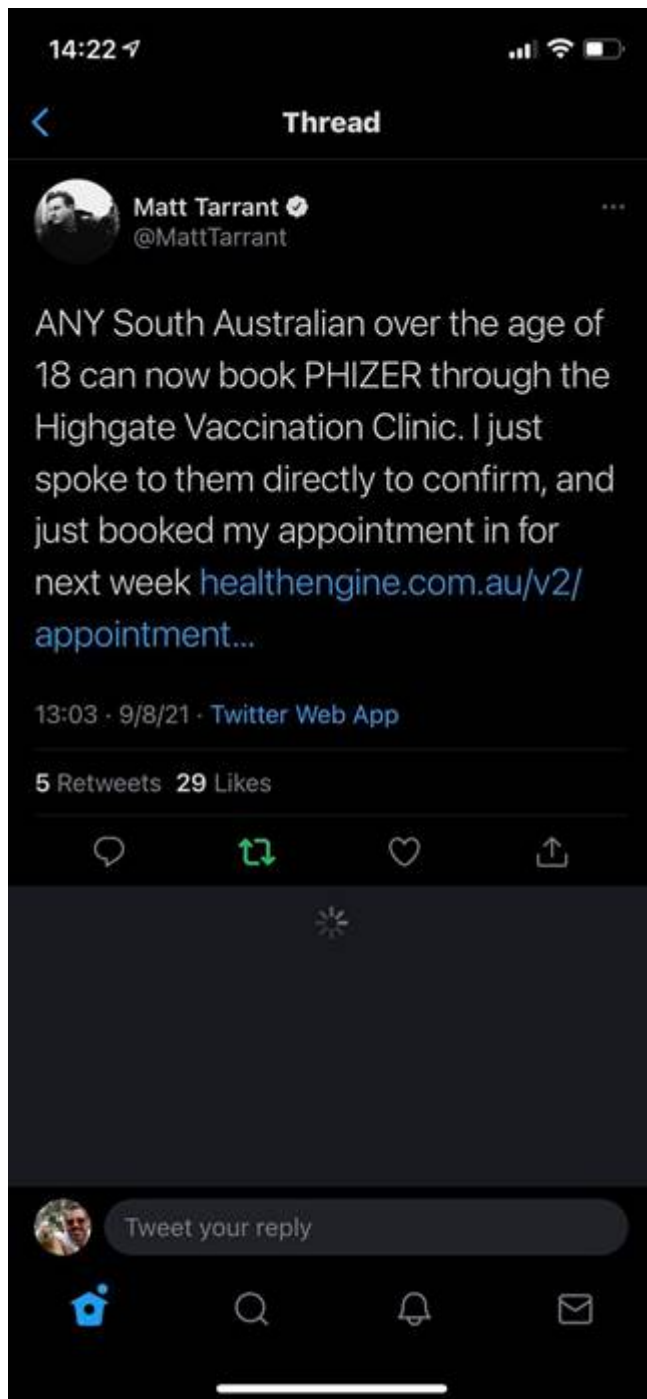 14:22
Thread
Matt Tarrant
@MattTarrant
ANY South Australian over the age of
18 can now book PHIZER through the
Highgate Vaccination Clinic. I just
spoke to them directly to confirm, and
just booked my appointment in for
next week healthengine.com.au/v2/
appointment...
13:03 · 9/8/21 · Twitter Web App
5 Retweets 29 Likes
Tweet your reply